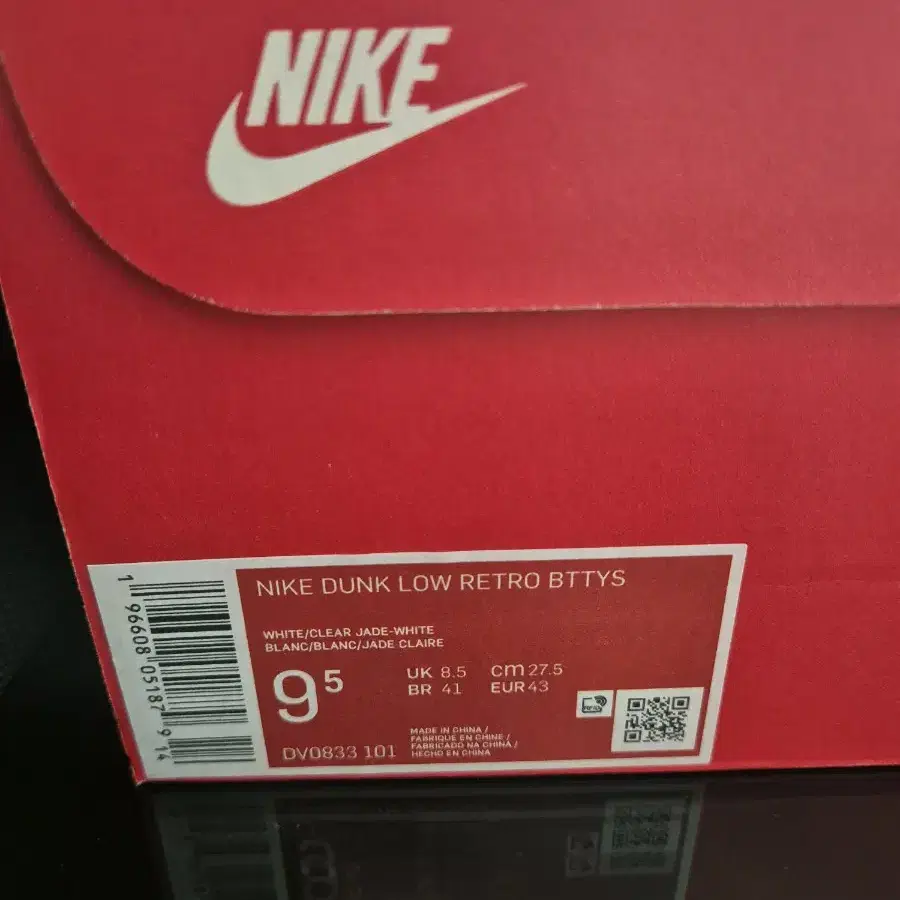 NIKE
NIKE DUNK LOW RETRO BTTYS
WHITE/CLEAR JADE-WHITE
BLANC/BLANC/JADE CLAIRE
9⁵
UK 8.5 cm 27.5
BR 41 EUR 43
DV0833 101
MADE IN CHINA /
FABRIQUE EN CHINE /
FABRICADO NA CHINA /
HECHO EN CHINA
1 96608 05187 9 14